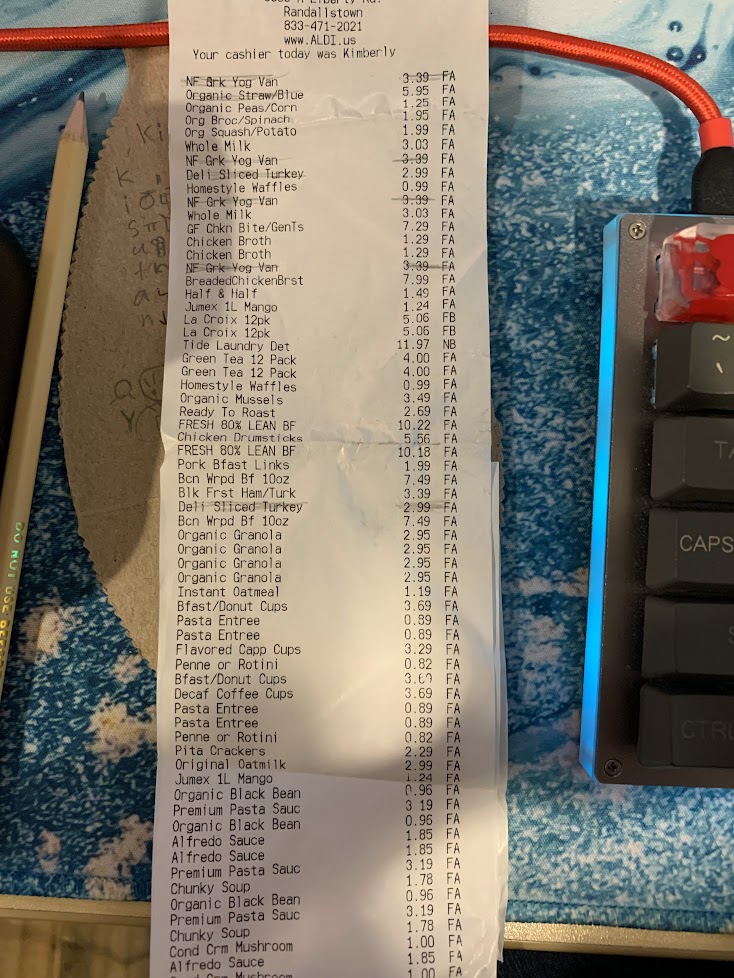 Randallstown
833-471-2021
www.ALDI.us
Your cashier today was Kimberly
NF Grk Yog Van 3.39 FA
Organic Straw/Blue 5.95 FA
Organic Peas/Corn 1.25 FA
Org Broc/Spinach 1.95 FA
Org Squash/Potato 1.99 FA
Whole Milk 3.03 FA
NF Grk Yog Van 3.39 FA
Deli Sliced Turkey 2.99 FA
Homestyle Waffles 0.99 FA
NF Grk Yog Van 3.39 FA
Whole Milk 3.03 FA
GF Chkn Bite/GenTs 7.29 FA
Chicken Broth 1.29 FA
Chicken Broth 1.29 FA
NF Grk Yog Van 3.39 FA
BreadedChickenBrst 7.99 FA
Half & Half 1.49 FA
Jumex 1L Mango 1.24 FA
La Croix 12pk 5.06 FB
La Croix 12pk 5.06 FB
Tide Laundry Det 11.97 NB
Green Tea 12 Pack 4.00 FA
Green Tea 12 Pack 4.00 FA
Homestyle Waffles 0.99 FA
Organic Mussels 3.49 FA
Ready To Roast 2.69 FA
FRESH 80% LEAN BF 10.22 FA
Chicken Drumsticks 5.56 FA
FRESH 80% LEAN BF 10.18 FA
Pork Bfast Links 1.99 FA
Bcn Wrpd Bf 10oz 7.49 FA
Blk Frst Ham/Turk 3.39 FA
Deli Sliced Turkey 2.99 FA
Bcn Wrpd Bf 10oz 7.49 FA
Organic Granola 2.95 FA
Organic Granola 2.95 FA
Organic Granola 2.95 FA
Organic Granola 2.95 FA
Instant Oatmeal 1.19 FA
Bfast/Donut Cups 3.69 FA
Pasta Entree 0.89 FA
Pasta Entree 0.89 FA
Flavored Capp Cups 3.29 FA
Penne or Rotini 0.82 FA
Bfast/Donut Cups 3.69 FA
Decaf Coffee Cups 3.69 FA
Pasta Entree 0.89 FA
Pasta Entree 0.89 FA
Penne or Rotini 0.82 FA
Pita Crackers 2.29 FA
Original Oatmilk 2.99 FA
Jumex 1L Mango 1.24 FA
Organic Black Bean 0.96 FA
Premium Pasta Sauc 3.19 FA
Organic Black Bean 0.96 FA
Alfredo Sauce 1.85 FA
Alfredo Sauce 1.85 FA
Premium Pasta Sauc 3.19 FA
Chunky Soup 1.78 FA
Organic Black Bean 0.96 FA
Premium Pasta Sauc 3.19 FA
Chunky Soup 1.78 FA
Cond Crm Mushroom 1.00 FA
Alfredo Sauce 1.85 FA
Cond Crm Mushroom 1.00 FA
DO NOT USE
~
`
CAPS
CTRL